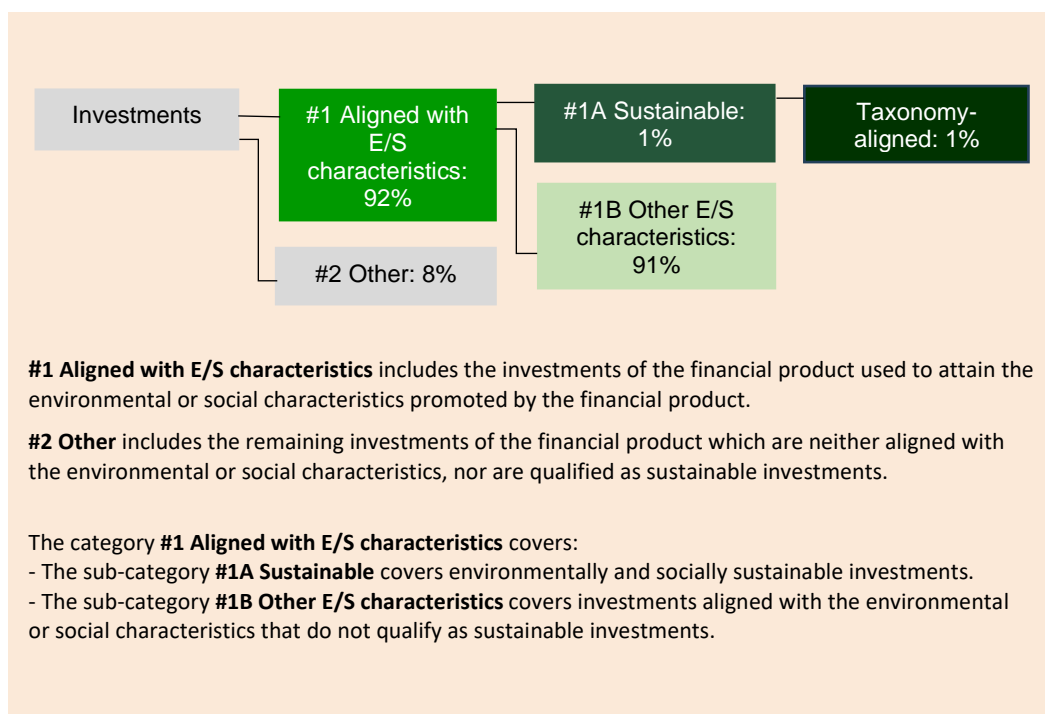 Investments
#1 Aligned with
E/S
characteristics:
92%
#2 Other: 8%
#1A Sustainable:
1%
#1B Other E/S
characteristics:
91%
Taxonomy-
aligned: 1%
#1 Aligned with E/S characteristics includes the investments of the financial product used to attain the
environmental or social characteristics promoted by the financial product.
#2 Other includes the remaining investments of the financial product which are neither aligned with
the environmental or social characteristics, nor are qualified as sustainable investments.
The category #1 Aligned with E/S characteristics covers:
- The sub-category #1A Sustainable covers environmentally and socially sustainable investments.
- The sub-category #1B Other E/S characteristics covers investments aligned with the environmental
or social characteristics that do not qualify as sustainable investments.